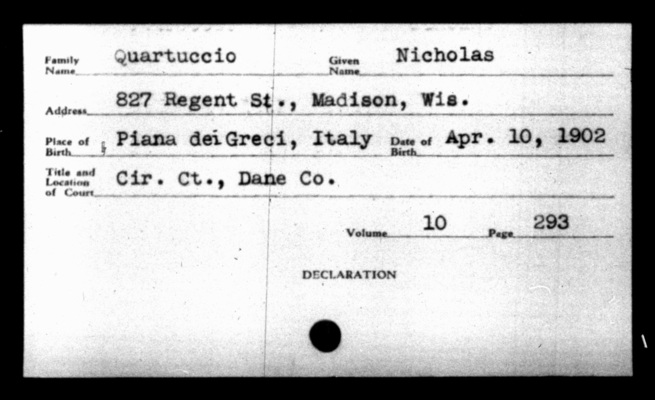 Family Name Quartuccio Given Name Nicholas
Address 827 Regent St., Madison, Wis.
Place of Birth Piana dei Greci, Italy Date of Birth Apr. 10, 1902
Title and Location of Court Cir. Ct., Dane Co.
Volume 10 Page 293
DECLARATION